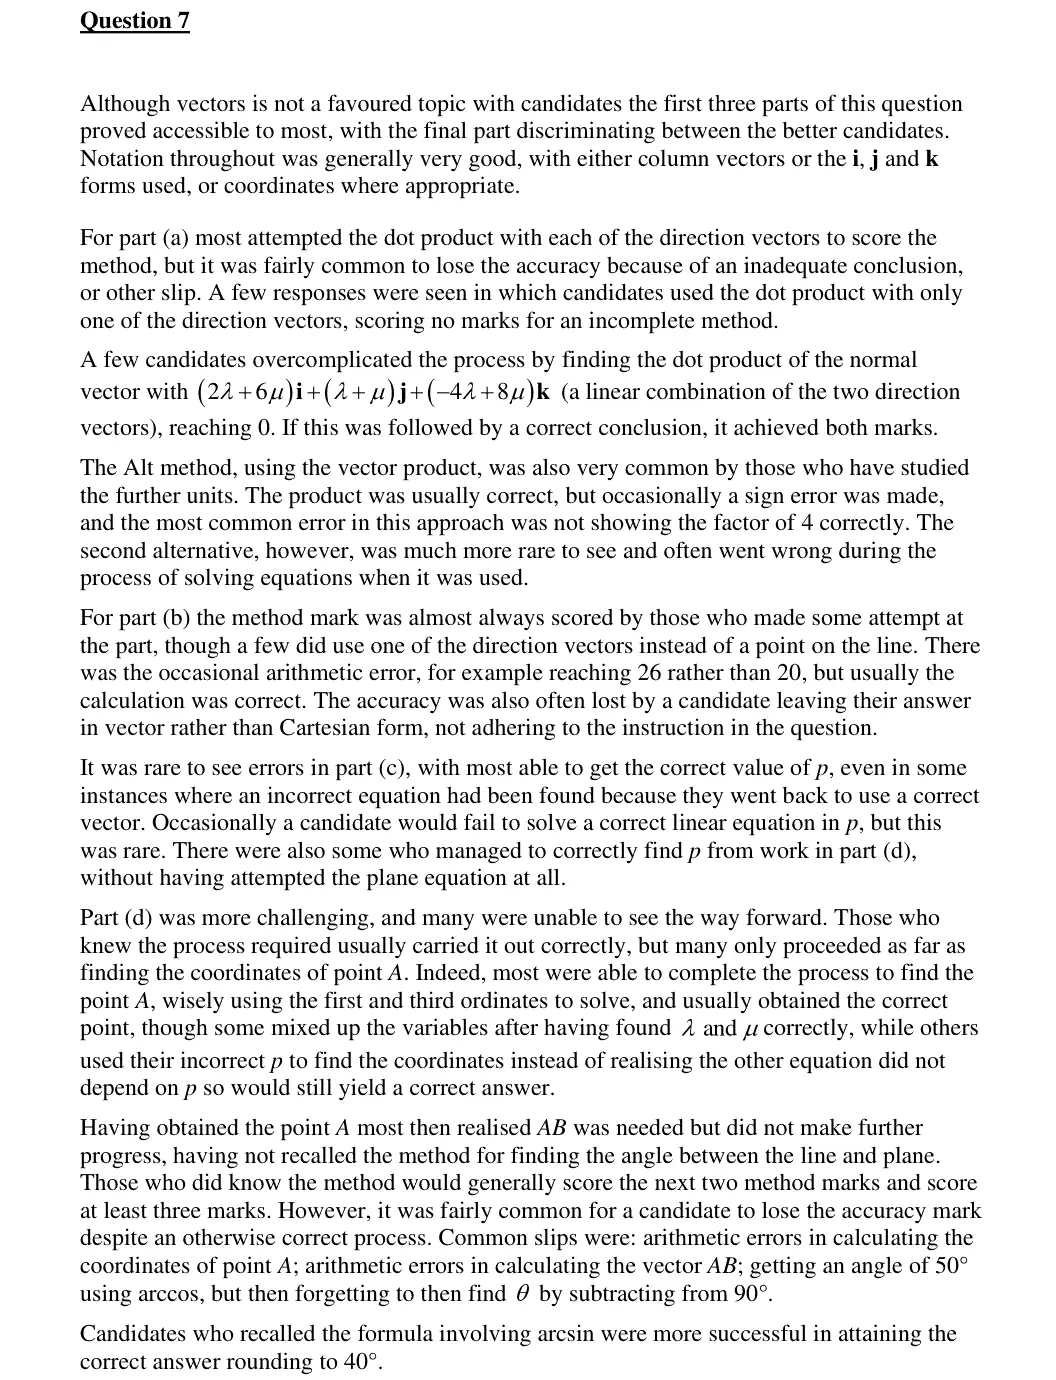 Question 7
Although vectors is not a favoured topic with candidates the first three parts of this question
proved accessible to most, with the final part discriminating between the better candidates.
Notation throughout was generally very good, with either column vectors or the i, j and k
forms used, or coordinates where appropriate.
For part (a) most attempted the dot product with each of the direction vectors to score the
method, but it was fairly common to lose the accuracy because of an inadequate conclusion,
or other slip. A few responses were seen in which candidates used the dot product with only
one of the direction vectors, scoring no marks for an incomplete method.
A few candidates overcomplicated the process by finding the dot product of the normal
vector with (2λ+6μ)i+(λ+μ)j+(−4λ+8μ)k (a linear combination of the two direction
vectors), reaching 0. If this was followed by a correct conclusion, it achieved both marks.
The Alt method, using the vector product, was also very common by those who have studied
the further units. The product was usually correct, but occasionally a sign error was made,
and the most common error in this approach was not showing the factor of 4 correctly. The
second alternative, however, was much more rare to see and often went wrong during the
process of solving equations when it was used.
For part (b) the method mark was almost always scored by those who made some attempt at
the part, though a few did use one of the direction vectors instead of a point on the line. There
was the occasional arithmetic error, for example reaching 26 rather than 20, but usually the
calculation was correct. The accuracy was also often lost by a candidate leaving their answer
in vector rather than Cartesian form, not adhering to the instruction in the question.
It was rare to see errors in part (c), with most able to get the correct value of p, even in some
instances where an incorrect equation had been found because they went back to use a correct
vector. Occasionally a candidate would fail to solve a correct linear equation in p, but this
was rare. There were also some who managed to correctly find p from work in part (d),
without having attempted the plane equation at all.
Part (d) was more challenging, and many were unable to see the way forward. Those who
knew the process required usually carried it out correctly, but many only proceeded as far as
finding the coordinates of point A. Indeed, most were able to complete the process to find the
point A, wisely using the first and third ordinates to solve, and usually obtained the correct
point, though some mixed up the variables after having found λ and μ correctly, while others
used their incorrect p to find the coordinates instead of realising the other equation did not
depend on p so would still yield a correct answer.
Having obtained the point A most then realised AB was needed but did not make further
progress, having not recalled the method for finding the angle between the line and plane.
Those who did know the method would generally score the next two method marks and score
at least three marks. However, it was fairly common for a candidate to lose the accuracy mark
despite an otherwise correct process. Common slips were: arithmetic errors in calculating the
coordinates of point A; arithmetic errors in calculating the vector AB; getting an angle of 50°
using arccos, but then forgetting to then find θ by subtracting from 90°.
Candidates who recalled the formula involving arcsin were more successful in attaining the
correct answer rounding to 40°.